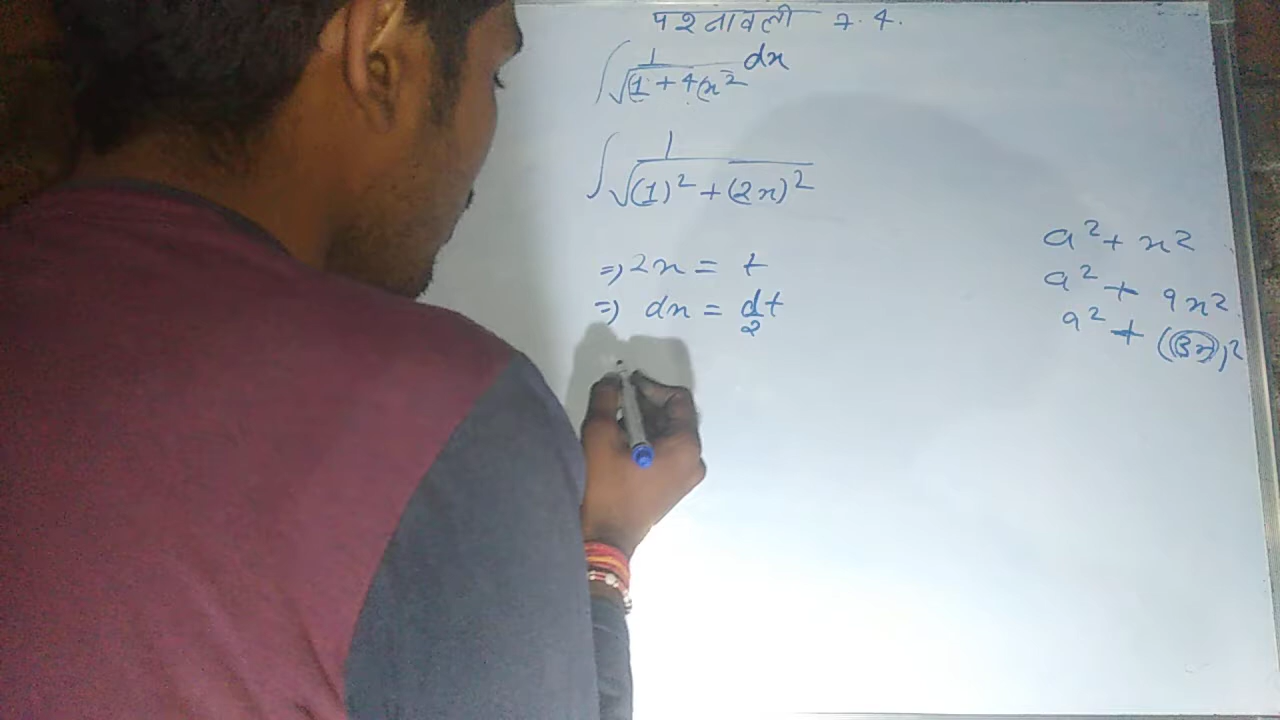 प्रश्नावली 7.4.
∫ 1/√(1 + 4x² dx
∫ 1/√(1)² + (2x)²
⇒ 2x = t
⇒ dx = dt/2
a² + x²
a² + 9x²
a² + (3x)²